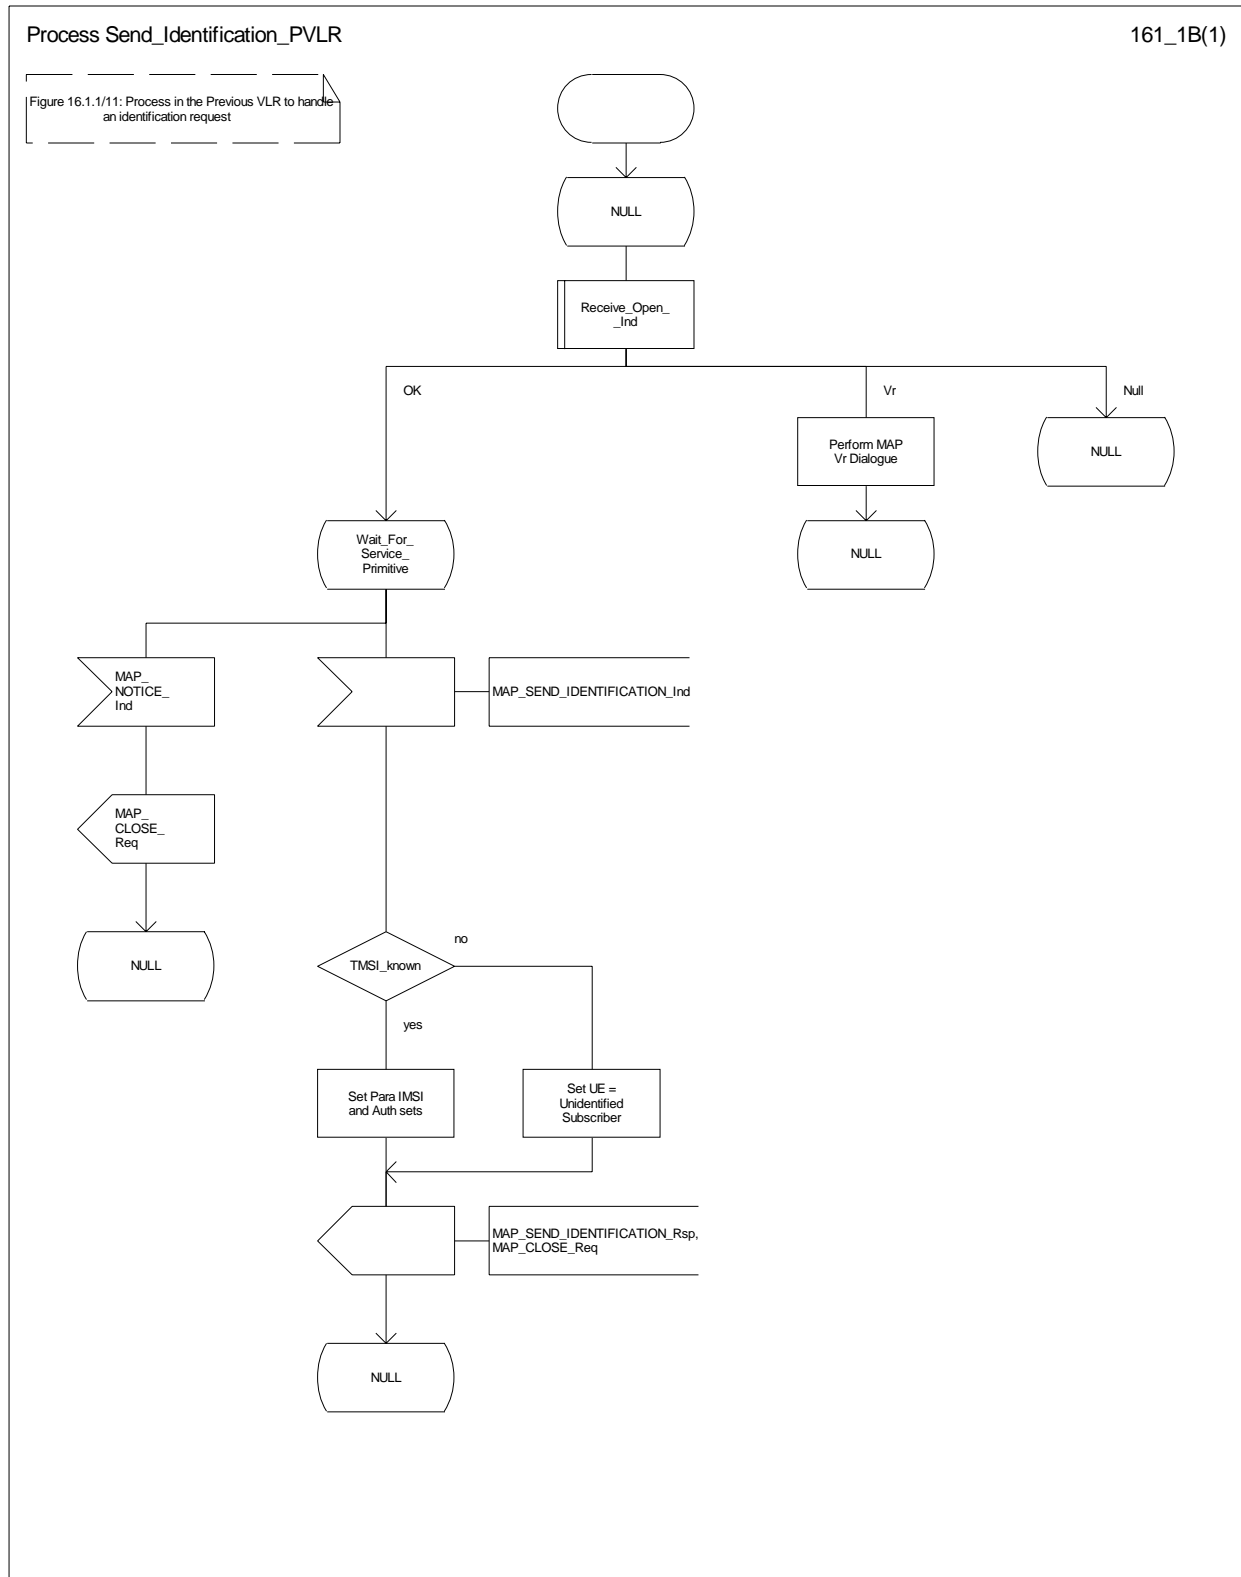 Process Send_Identification_PVLR
161_1B(1)
Figure 16.1.1/11: Process in the Previous VLR to handle
an identification request
NULL
Receive_Open_
_Ind
OK
Vr
Null
Perform MAP
Vr Dialogue
NULL
Wait_For_
Service_
Primitive
NULL
MAP_
NOTICE_
Ind
MAP_SEND_IDENTIFICATION_Ind
MAP_
CLOSE_
Req
NULL
TMSI_known
no
yes
Set Para IMSI
and Auth sets
Set UE =
Unidentified
Subscriber
MAP_SEND_IDENTIFICATION_Rsp,
MAP_CLOSE_Req
NULL